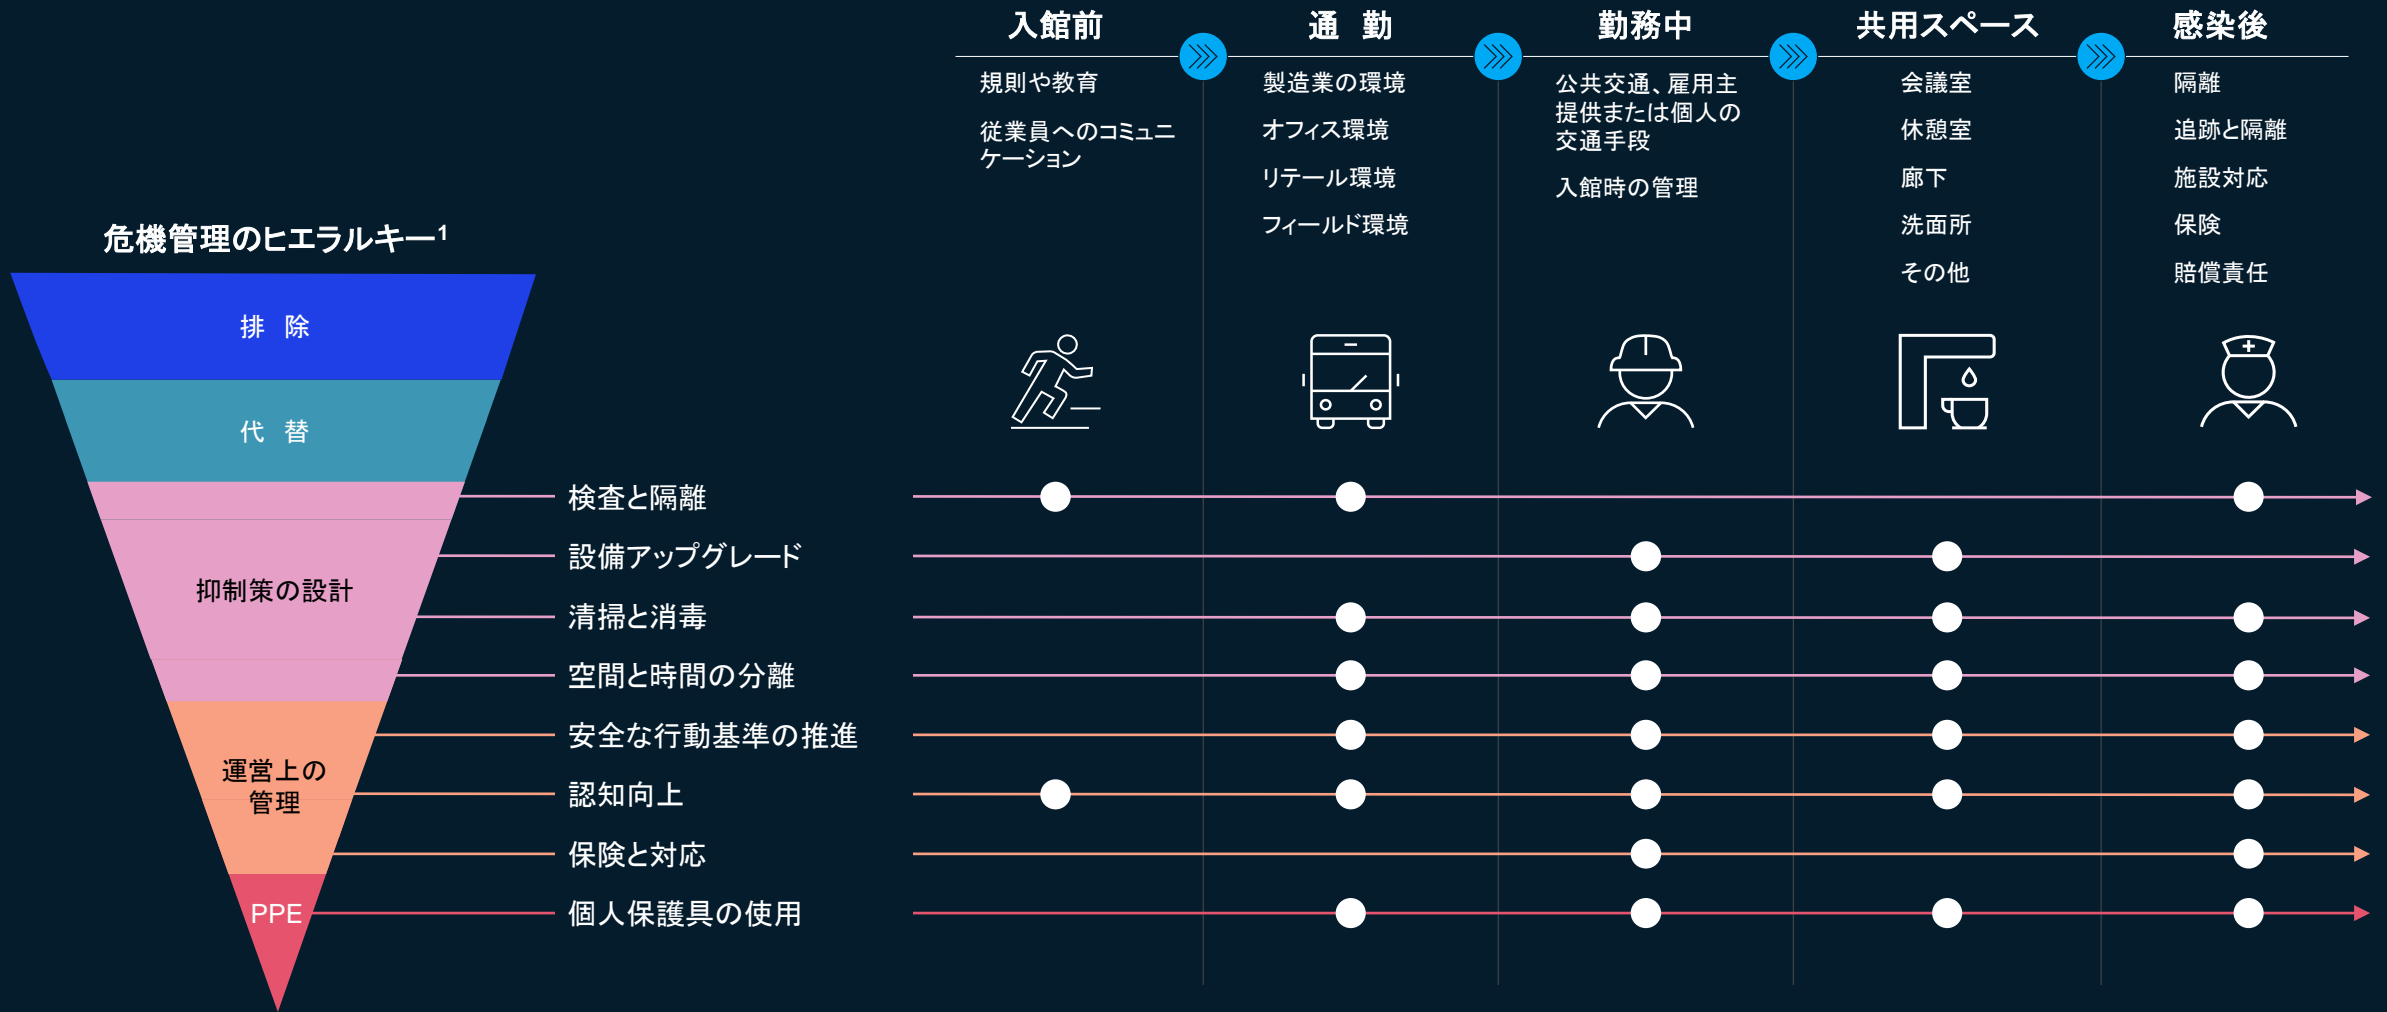 入館前
通 勤
勤務中
共用スペース
感染後
規則や教育
従業員へのコミュニ
ケーション
製造業の環境
オフィス環境
リテール環境
フィールド環境
公共交通、雇用主
提供または個人の
交通手段
入館時の管理
会議室
休憩室
廊下
洗面所
その他
隔離
追跡と隔離
施設対応
保険
賠償責任
危機管理のヒエラルキー1
排 除
代 替
抑制策の設計
運営上の
管理
PPE
検査と隔離
設備アップグレード
清掃と消毒
空間と時間の分離
安全な行動基準の推進
認知向上
保険と対応
個人保護具の使用